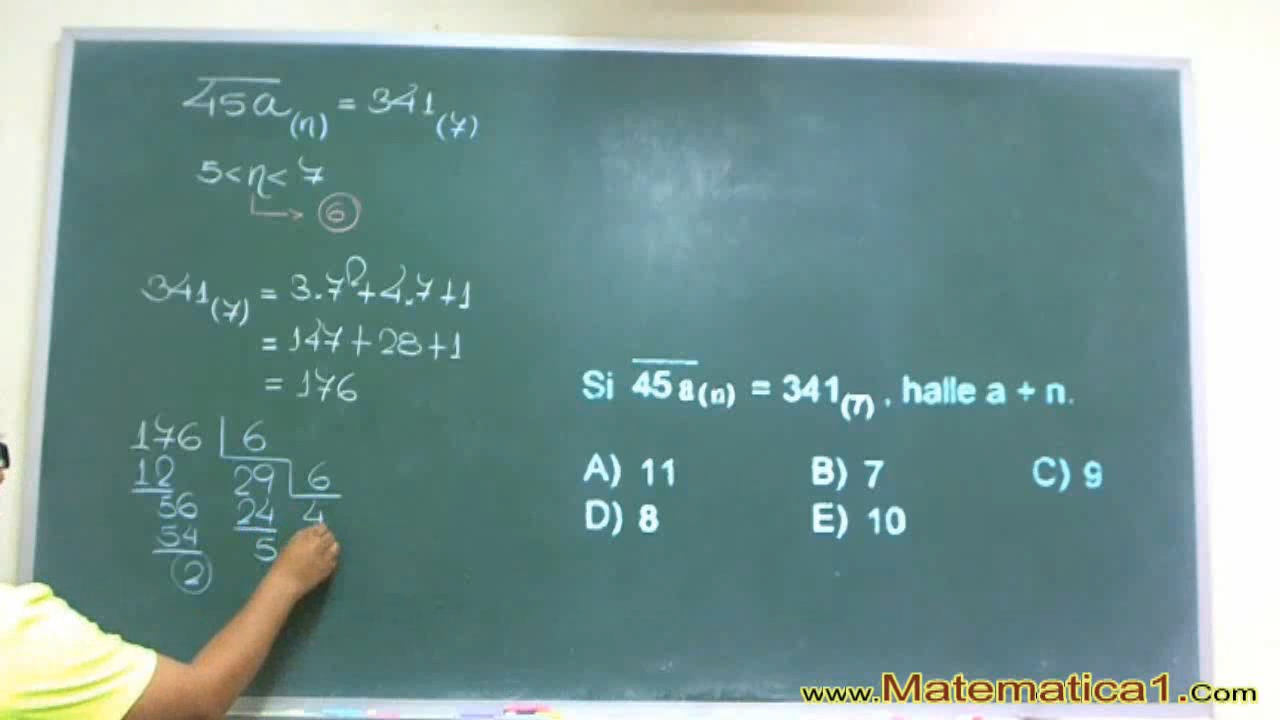 45a(n) = 341(7)
5<n<7
6
341(7) = 3.7²+4.7+1
= 147+28+1
= 176
176 6
12 29 6
56 24 4
54 5
2
Si 45a(n) = 341(7), halle a + n.
A) 11 B) 7 C) 9
D) 8 E) 10
www.Matematica1.Com